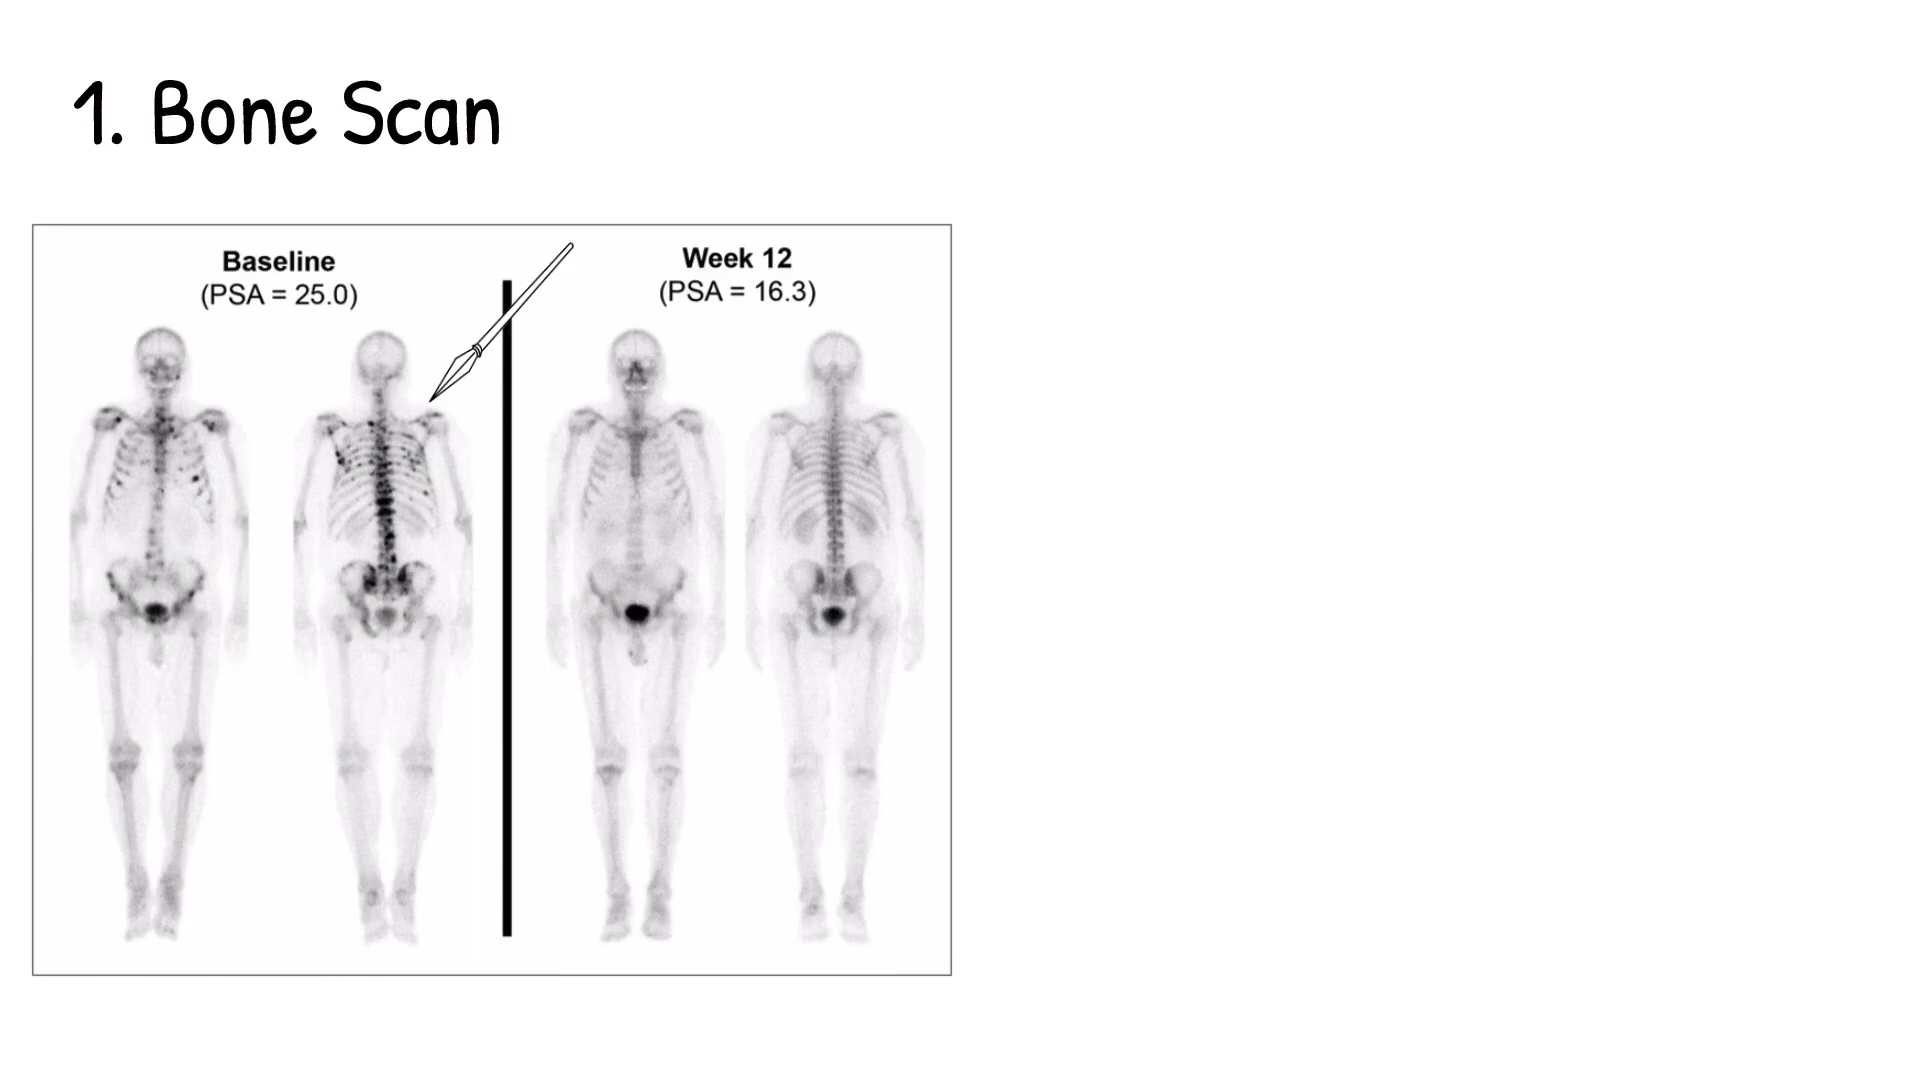 1. Bone Scan
Baseline
(PSA = 25.0)
Week 12
(PSA = 16.3)